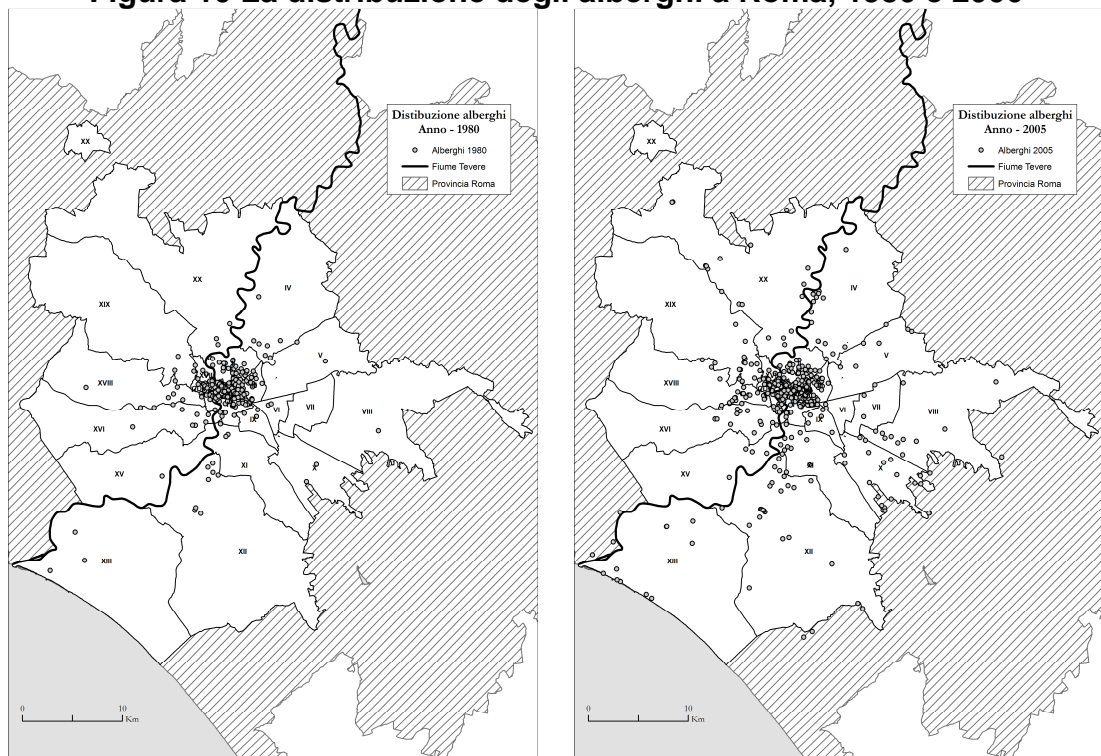 Figura La distribuzione degli alberghi a Roma, e
Distibuzione alberghi
Anno - 1980
Alberghi 1980
Fiume Tevere
Provincia Roma
XX
XX
IV
XIX
V
XVIII
VI
VII
IX
VIII
XVI
XI
X
XV
XII
XIII
0 10
Km
Distibuzione alberghi
Anno - 2005
Alberghi 2005
Fiume Tevere
Provincia Roma
XX
XX
IV
XIX
V
XVIII
VI
VII
IX
VIII
XVI
XI
X
XV
XII
XIII
0 10
Km